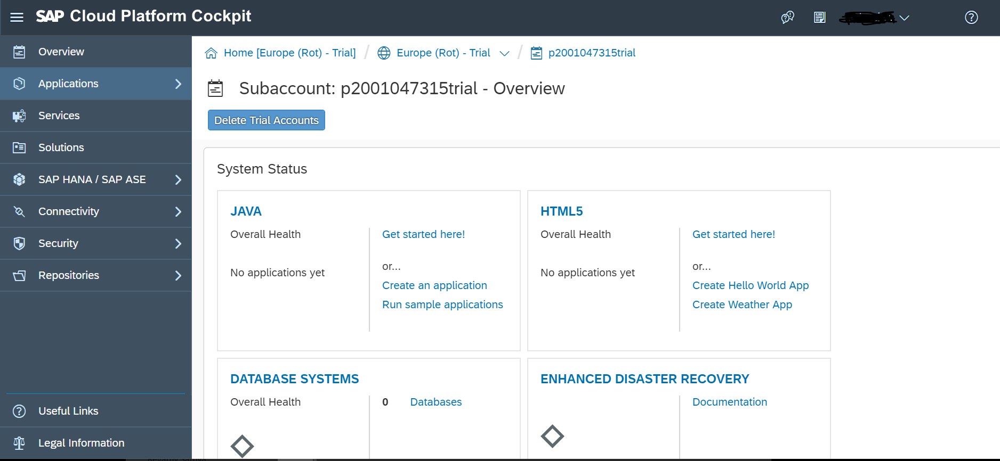 SAP Cloud Platform Cockpit
Overview
Applications
Services
Solutions
SAP HANA / SAP ASE
Connectivity
Security
Repositories
Useful Links
Legal Information
Home [Europe (Rot) - Trial] / Europe (Rot) - Trial / p2001047315trial
Subaccount: p2001047315trial - Overview
Delete Trial Accounts
System Status
JAVA
Overall Health
No applications yet
Get started here!
or...
Create an application
Run sample applications
HTML5
Overall Health
No applications yet
Get started here!
or...
Create Hello World App
Create Weather App
DATABASE SYSTEMS
Overall Health
0 Databases
ENHANCED DISASTER RECOVERY
Documentation